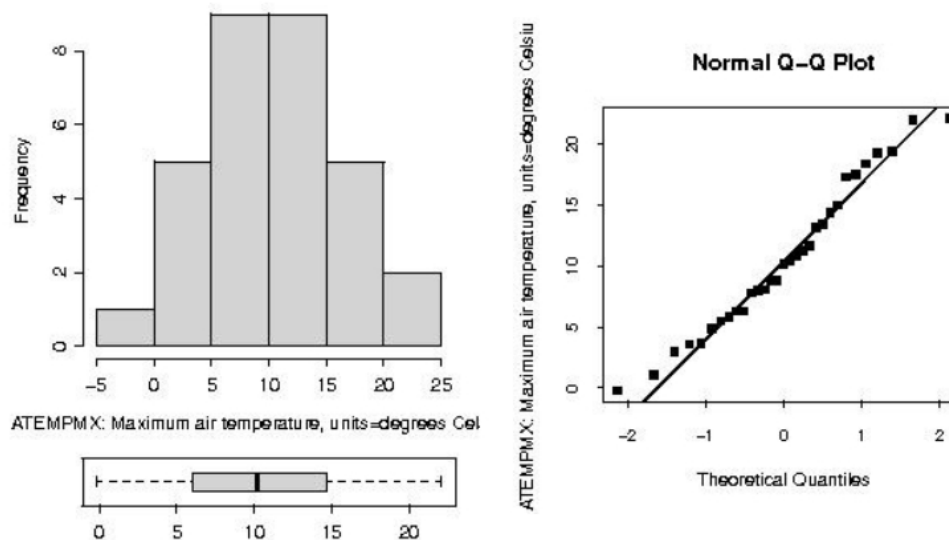 Frequency
0
2
4
6
8
-5 0 5 10 15 20 25
ATEMPMX: Maximum air temperature, units=degrees Cel
0 5 10 15 20
Normal Q-Q Plot
ATEMPMX: Maximum air temperature, units=degrees Celsiu
0
5
10
15
20
-2 -1 0 1 2
Theoretical Quantiles